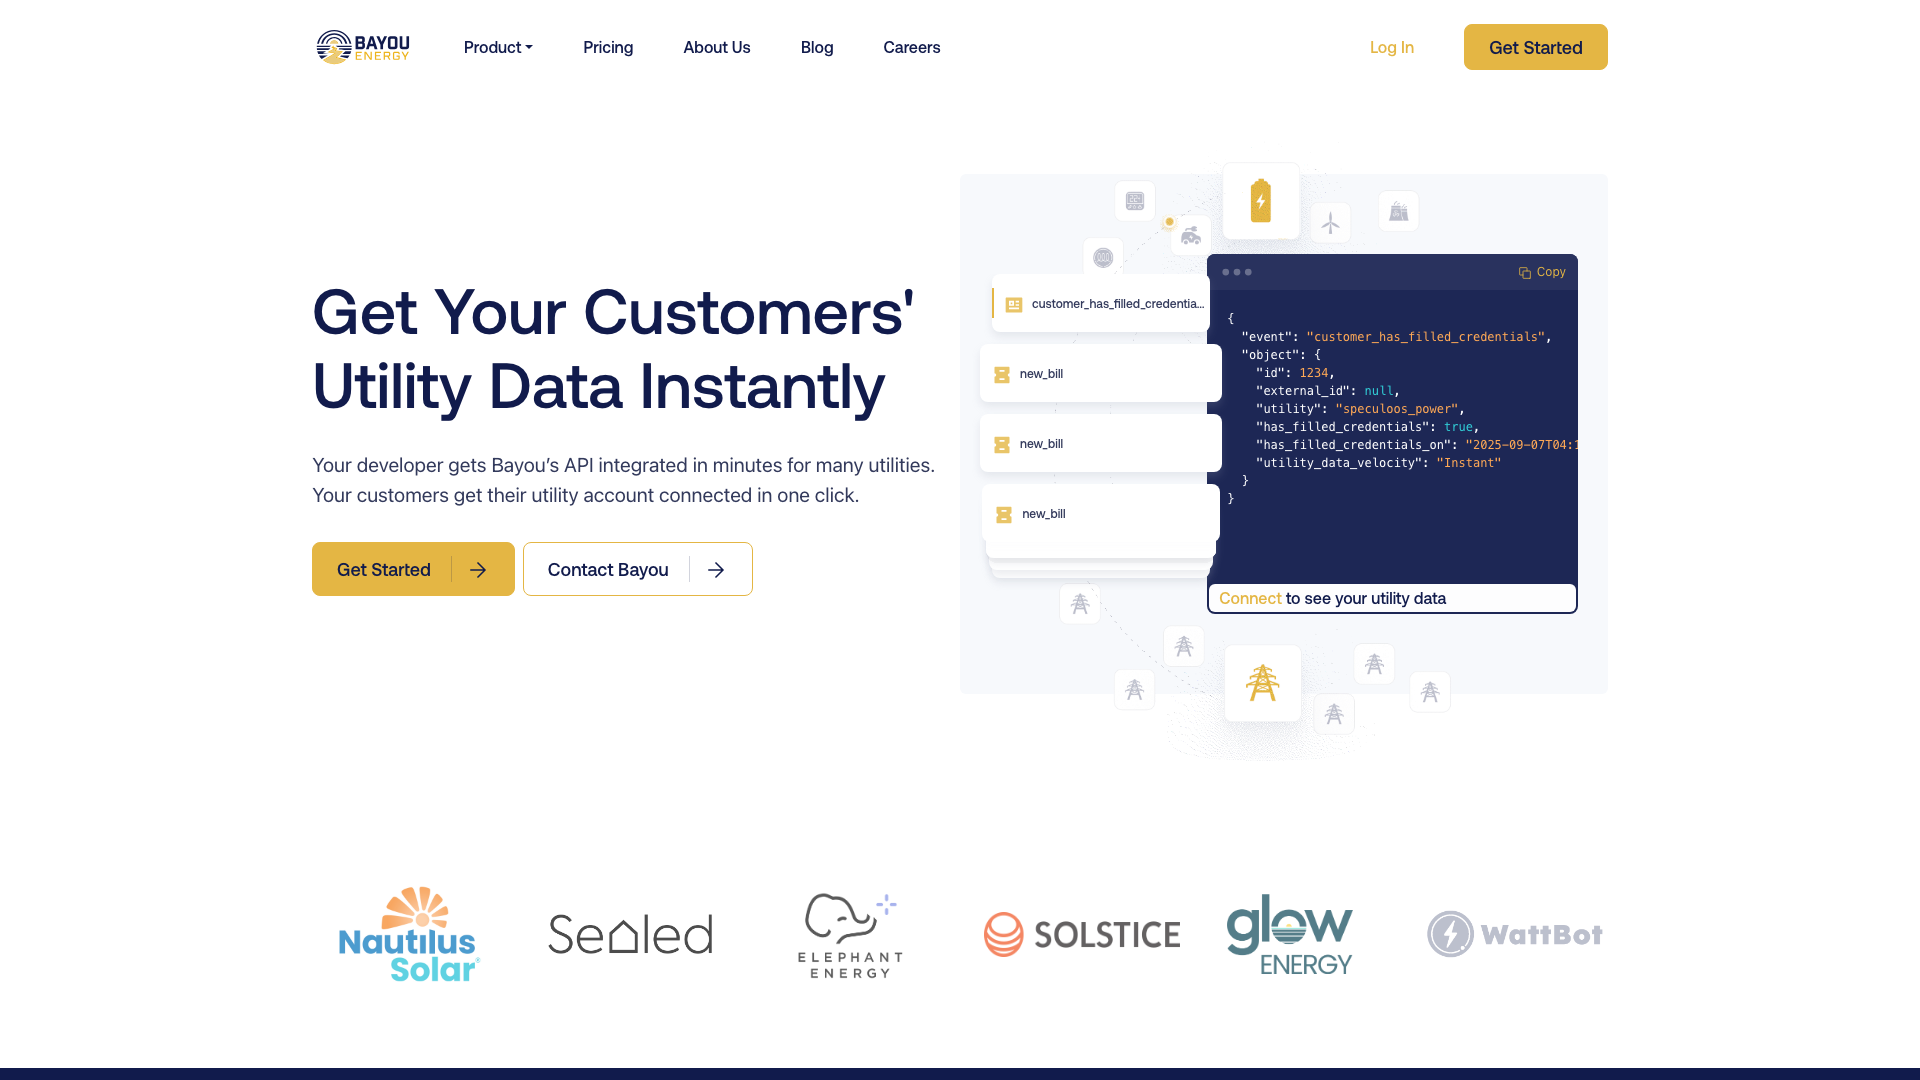 BAYOU
ENERGY
Product
Pricing
About Us
Blog
Careers
Log In
Get Started
Get Your Customers'
Utility Data Instantly
Your developer gets Bayou’s API integrated in minutes for many utilities.
Your customers get their utility account connected in one click.
Get Started
Contact Bayou
customer_has_filled_credentia...
new_bill
new_bill
new_bill
Copy
{
"event": "customer_has_filled_credentials",
"object": {
"id": 1234,
"external_id": null,
"utility": "speculoos_power",
"has_filled_credentials": true,
"has_filled_credentials_on": "2025-09-07T04:1
"utility_data_velocity": "Instant"
}
}
Connect to see your utility data
Nautilus
Solar
Sealed
ELEPHANT
ENERGY
SOLSTICE
glow
ENERGY
WattBot